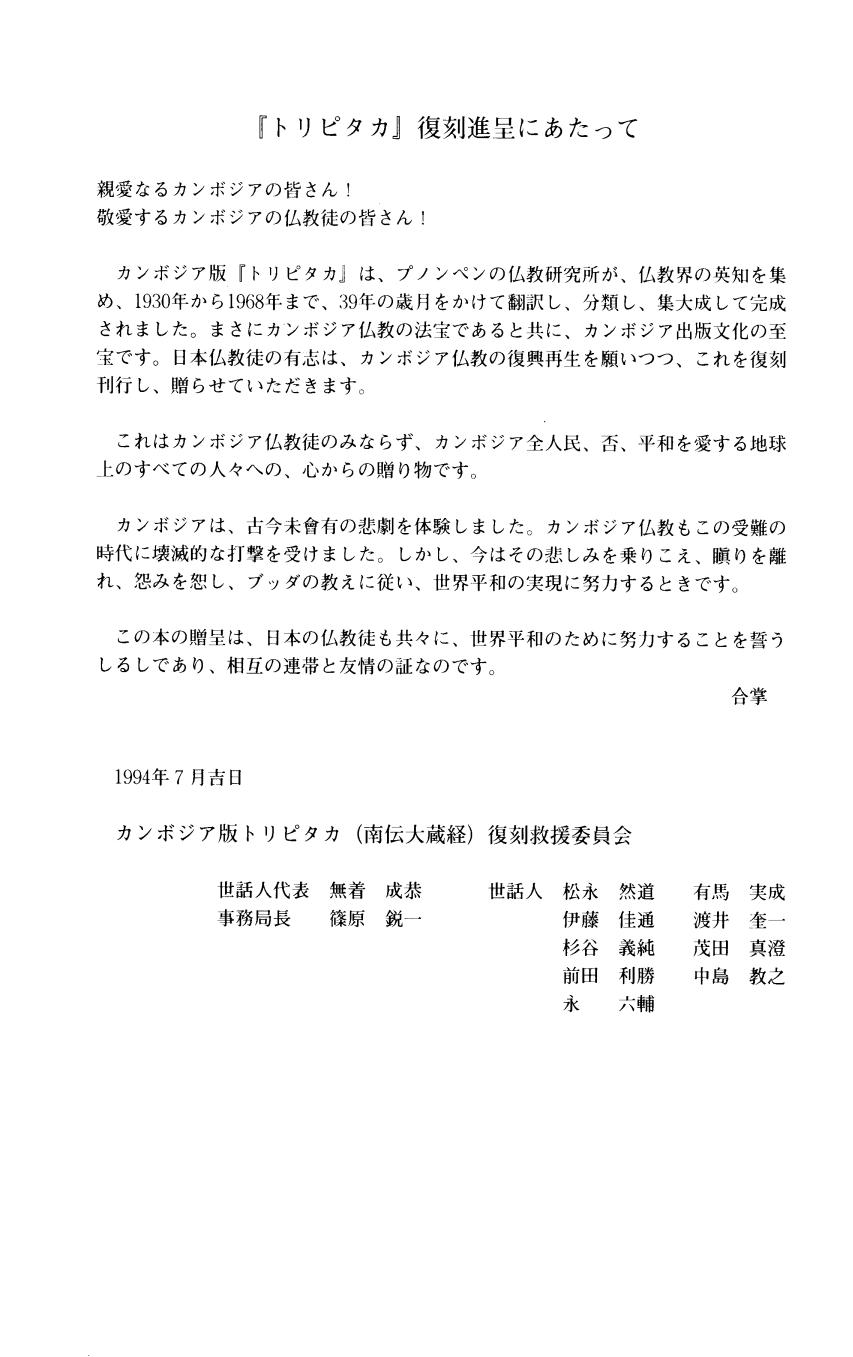 『トリピタカ』復刻進呈にあたって
親愛なるカンボジアの皆さん！
敬愛するカンボジアの仏教徒の皆さん！
カンボジア版『トリピタカ』は、プノンペンの仏教研究所が、仏教界の英知を集
め、1930年から1968年まで、39年の歳月をかけて翻訳し、分類し、集大成して完成
されました。まさにカンボジア仏教の法宝であると共に、カンボジア出版文化の至
宝です。日本仏教徒の有志は、カンボジア仏教の復興再生を願いつつ、これを復刻
刊行し、贈らせていただきます。
これはカンボジア仏教徒のみならず、カンボジア全人民、否、平和を愛する地球
上のすべての人々への、心からの贈り物です。
カンボジアは、古今未會有の悲劇を体験しました。カンボジア仏教もこの受難の
時代に壊滅的な打撃を受けました。しかし、今はその悲しみを乗りこえ、瞋りを離
れ、怨みを恕し、ブッダの教えに従い、世界平和の実現に努力するときです。
この本の贈呈は、日本の仏教徒も共々に、世界平和のために努力することを誓う
しるしであり、相互の連帯と友情の証なのです。
合掌
1994年７月吉日
カンボジア版トリピタカ（南伝大蔵経）復刻救援委員会
世話人代表　無着　成恭　世話人　松永　然道　有馬　実成
事務局長　篠原　鋭一　伊藤　佳通　渡井　奎一
杉谷　義純　茂田　真澄
前田　利勝　中島　教之
永　六輔